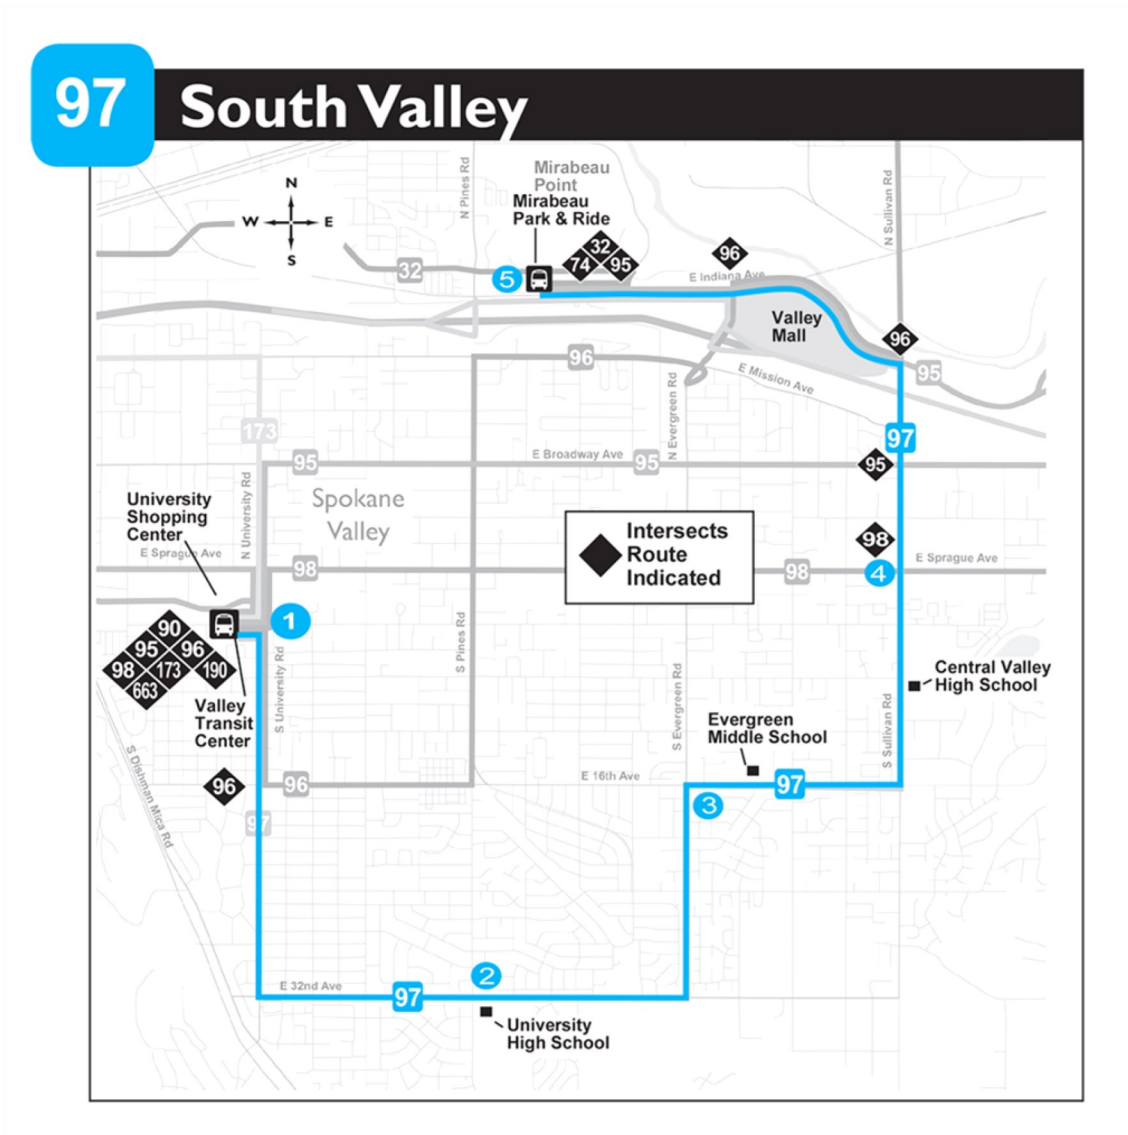 97
South Valley
N
W E
S
N Pines Rd
Mirabeau
Point
Mirabeau
Park & Ride
N Sullivan Rd
32
5
32
74 95
96
E Indiana Ave
Valley
Mall
96
96
E Mission Ave
95
N Evergreen Rd
173
97
95
E Broadway Ave
95
95
N University Rd
Spokane
Valley
University
Shopping
Center
E Sprague Ave
Intersects
Route
Indicated
98
98
98
4
E Sprague Ave
1
90
95 96
98 173 190
663
S Pines Rd
S University Rd
S Evergreen Rd
S Sullivan Rd
Central Valley
High School
Valley
Transit
Center
Evergreen
Middle School
S Dishman Mica Rd
96
96
E 16th Ave
97
3
97
2
E 32nd Ave
97
University
High School